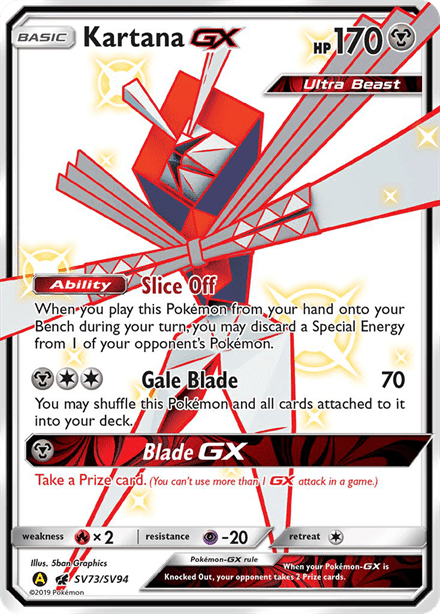 BASIC Kartana GX HP 170
Ultra Beast
Ability Slice Off
When you play this Pokémon from your hand onto your
Bench during your turn, you may discard a Special Energy
from 1 of your opponent's Pokémon.
Gale Blade 70
You may shuffle this Pokémon and all cards attached to it
into your deck.
Blade GX
Take a Prize card. (You can't use more than 1 GX attack in a game.)
weakness ×2 resistance -20 retreat
Illus. 5ban Graphics
Pokémon-GX rule
When your Pokémon-GX is
Knocked Out, your opponent takes 2 Prize cards.
A SV73/SV94
©2019 Pokémon